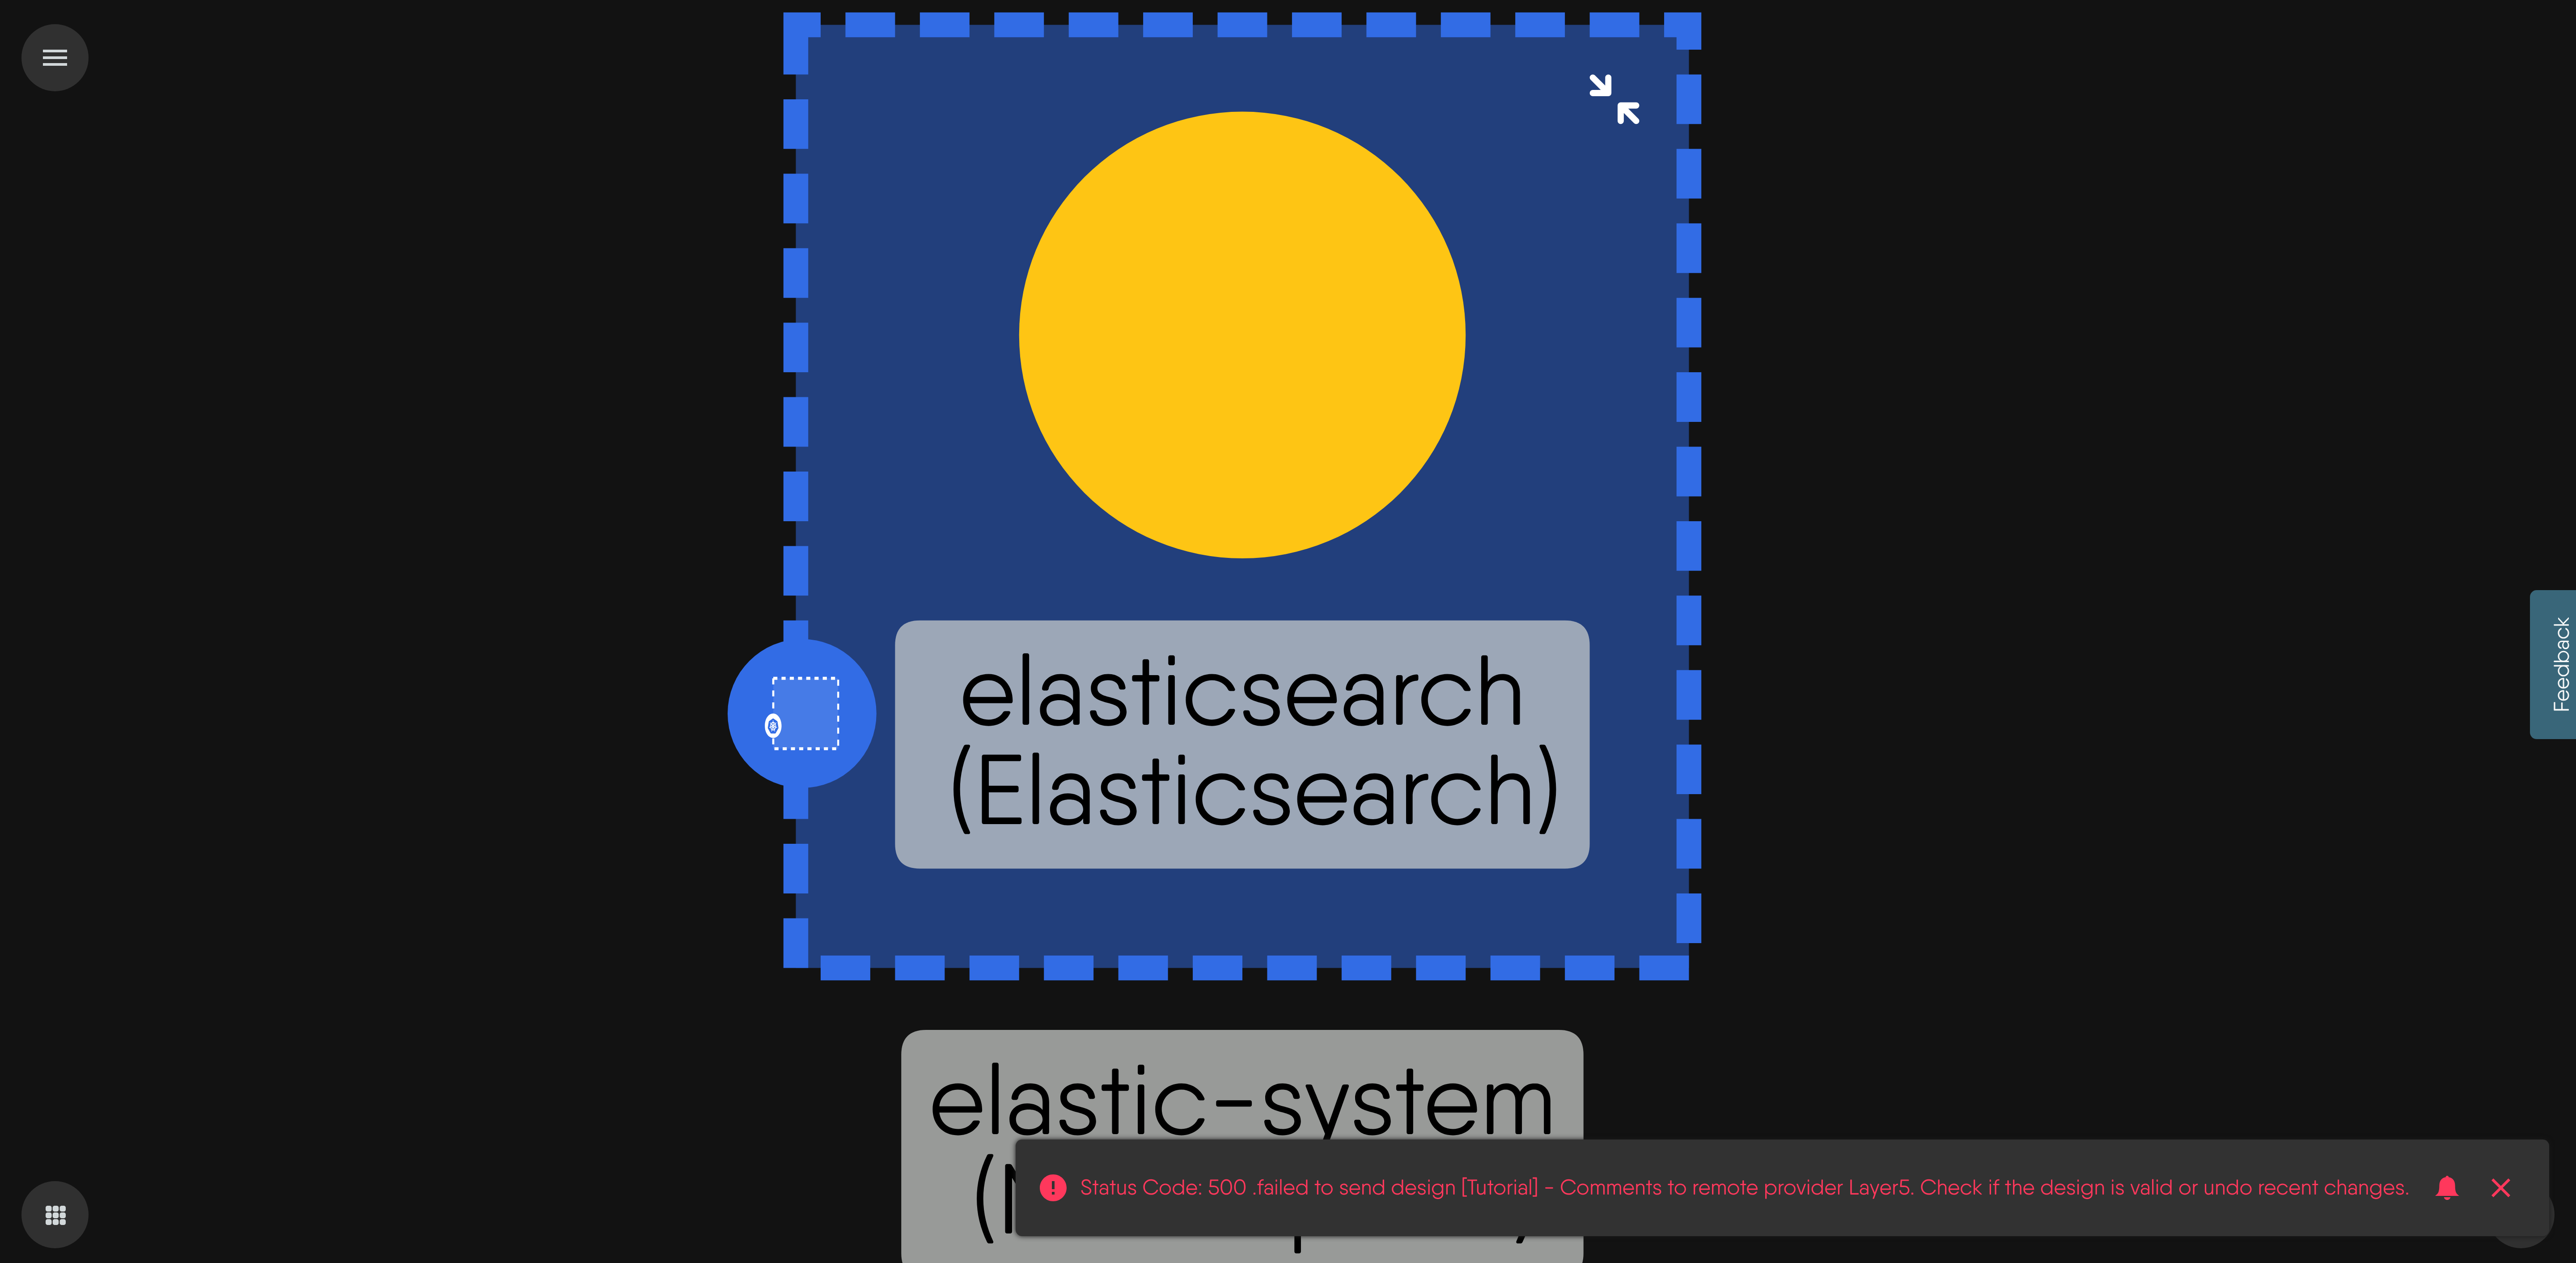 elasticsearch
(Elasticsearch)
elastic-system
Status Code: 500 .failed to send design [Tutorial] - Comments to remote provider Layer5. Check if the design is valid or undo recent changes.
Feedback